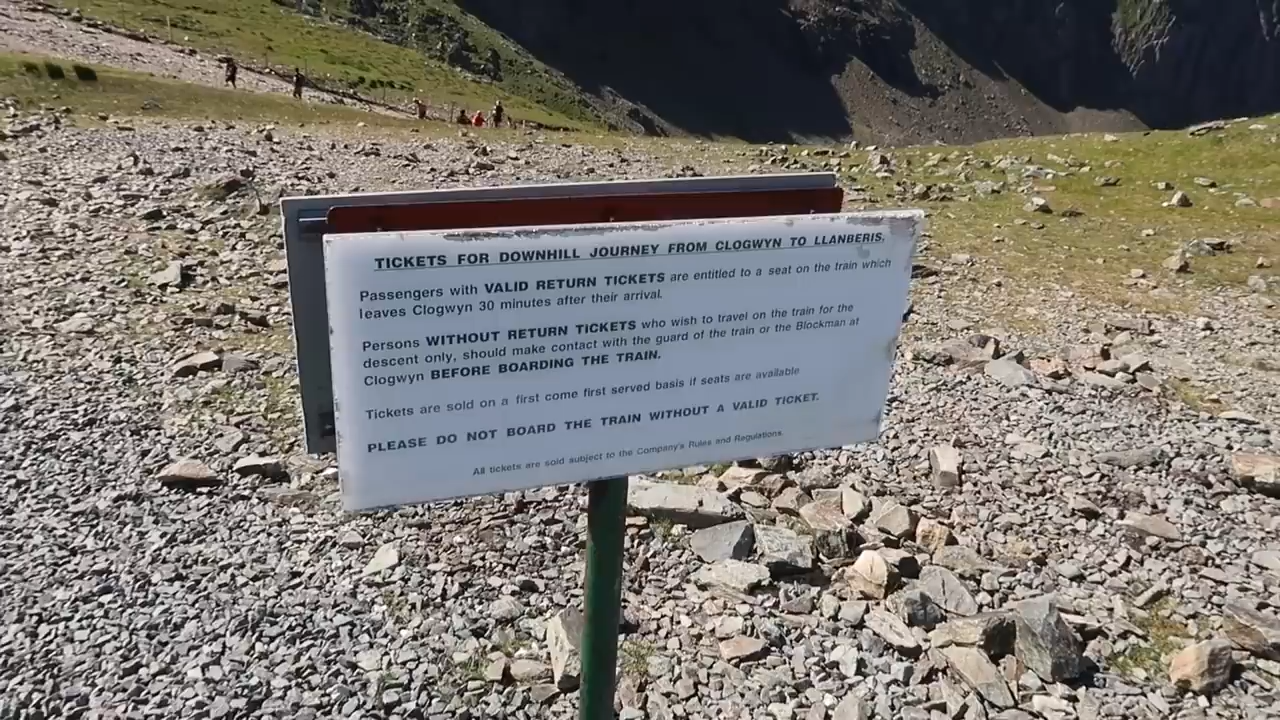 TICKETS FOR DOWNHILL JOURNEY FROM CLOGWYN TO LLANBERIS.
Passengers with VALID RETURN TICKETS are entitled to a seat on the train which
leaves Clogwyn 30 minutes after their arrival.
Persons WITHOUT RETURN TICKETS who wish to travel on the train for the
descent only, should make contact with the guard of the train or the Blockman at
Clogwyn BEFORE BOARDING THE TRAIN.
Tickets are sold on a first come first served basis if seats are available
PLEASE DO NOT BOARD THE TRAIN WITHOUT A VALID TICKET.
All tickets are sold subject to the Company's Rules and Regulations.